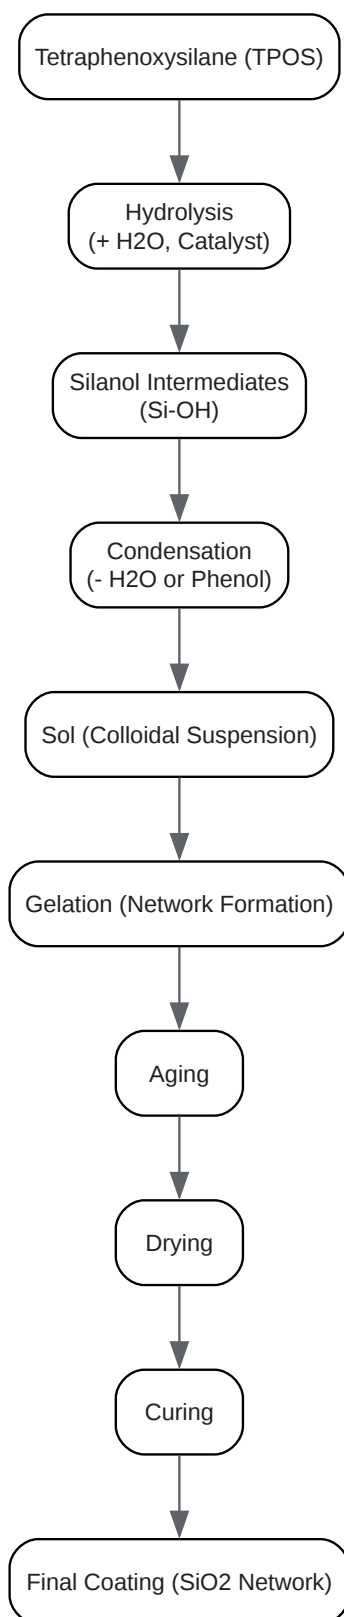 Tetraphenoxysilane (TPOS)
Hydrolysis
(+ H2O, Catalyst)
Silanol Intermediates
(Si-OH)
Condensation
(- H2O or Phenol)
Sol (Colloidal Suspension)
Gelation (Network Formation)
Aging
Drying
Curing
Final Coating (SiO2 Network)